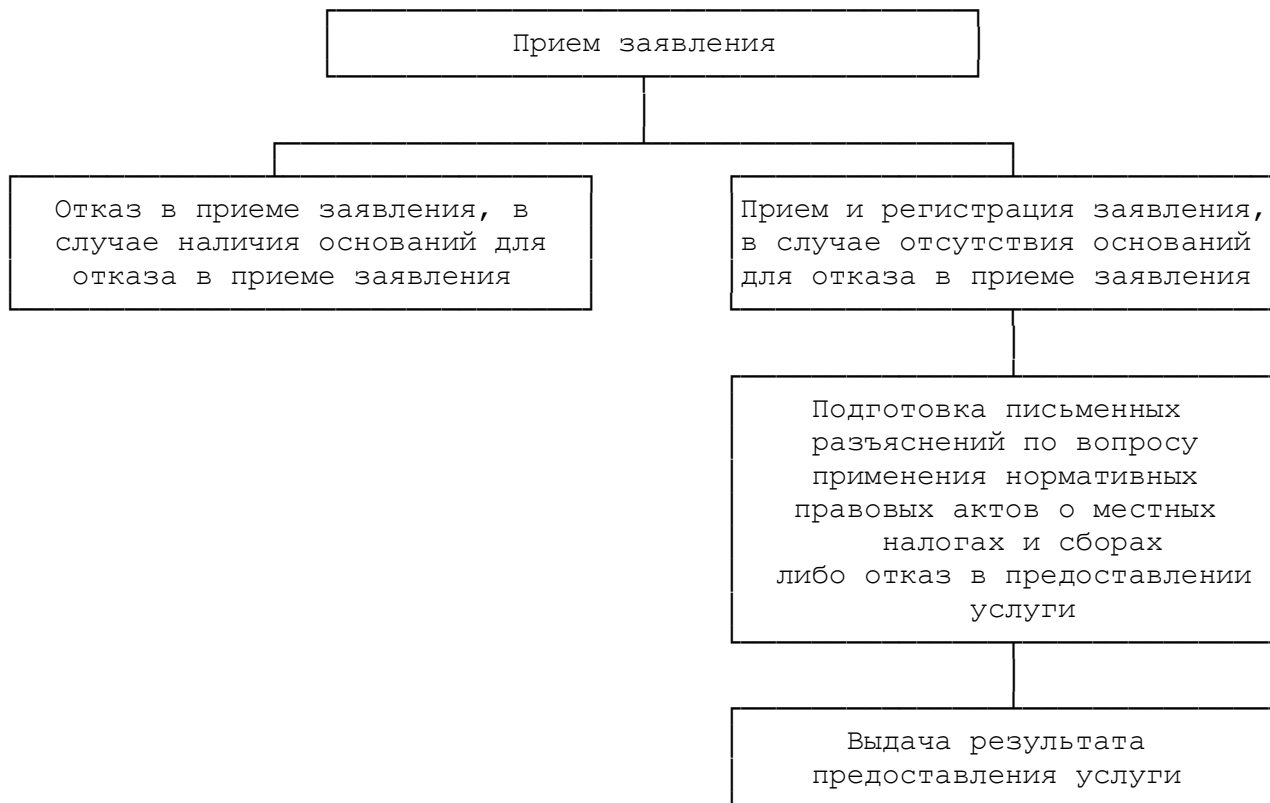 Прием заявления
Отказ в приеме заявления, в
случае наличия оснований для
отказа в приеме заявления
Прием и регистрация заявления,
в случае отсутствия оснований
для отказа в приеме заявления
Подготовка письменных
разъяснений по вопросу
применения нормативных
правовых актов о местных
налогах и сборах
либо отказ в предоставлении
услуги
Выдача результата
предоставления услуги